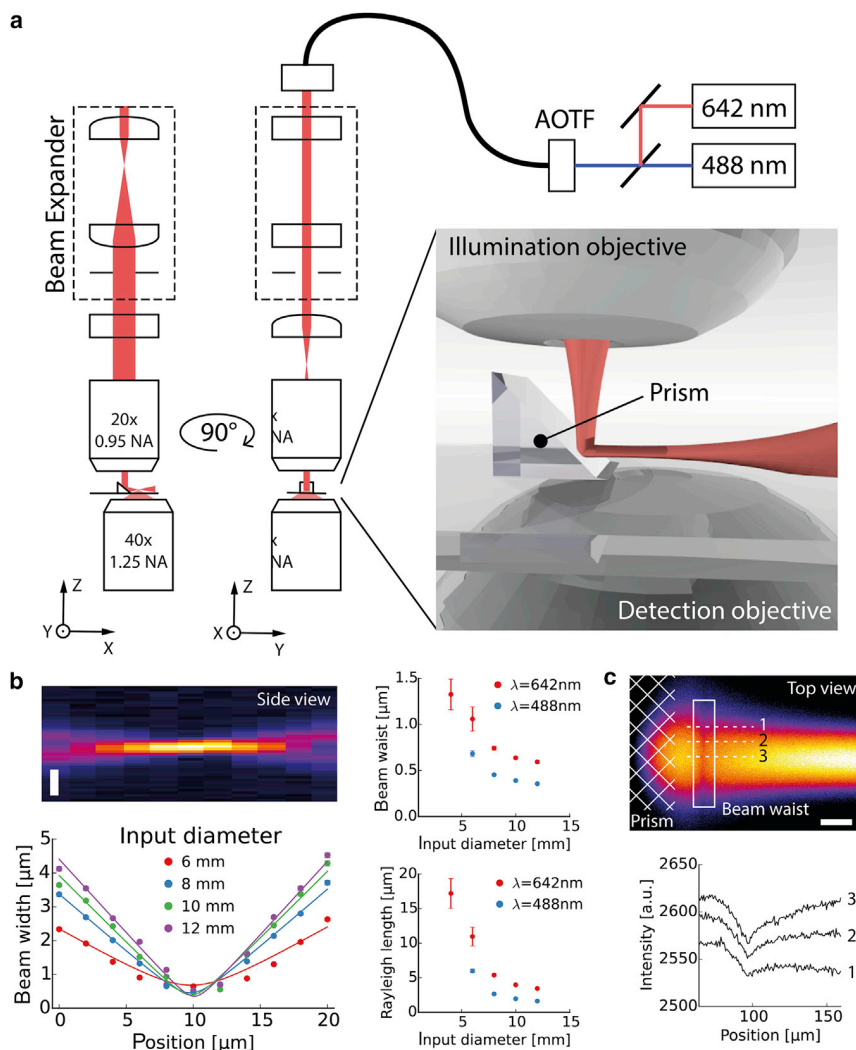 a
Beam Expander
AOTF
642 nm
488 nm
20x
0.95 NA
90°
x
NA
40x
1.25 NA
x
NA
Z
Y
X
Z
X
Y
Illumination objective
Prism
Detection objective
b
Side view
Input diameter
6 mm
8 mm
10 mm
12 mm
Beam width [µm]
5
4
3
2
1
0
0
5
10
15
20
Position [µm]
Beam waist [µm]
1.5
1.0
0.5
0.0
λ=642nm
λ=488nm
5
10
15
Input diameter [mm]
Rayleigh length [µm]
20
15
10
5
0
λ=642nm
λ=488nm
5
10
15
Input diameter [mm]
c
Top view
1
2
3
Prism
Beam waist
Intensity [a.u.]
2650
2600
2550
2500
3
2
1
100
150
Position [µm]